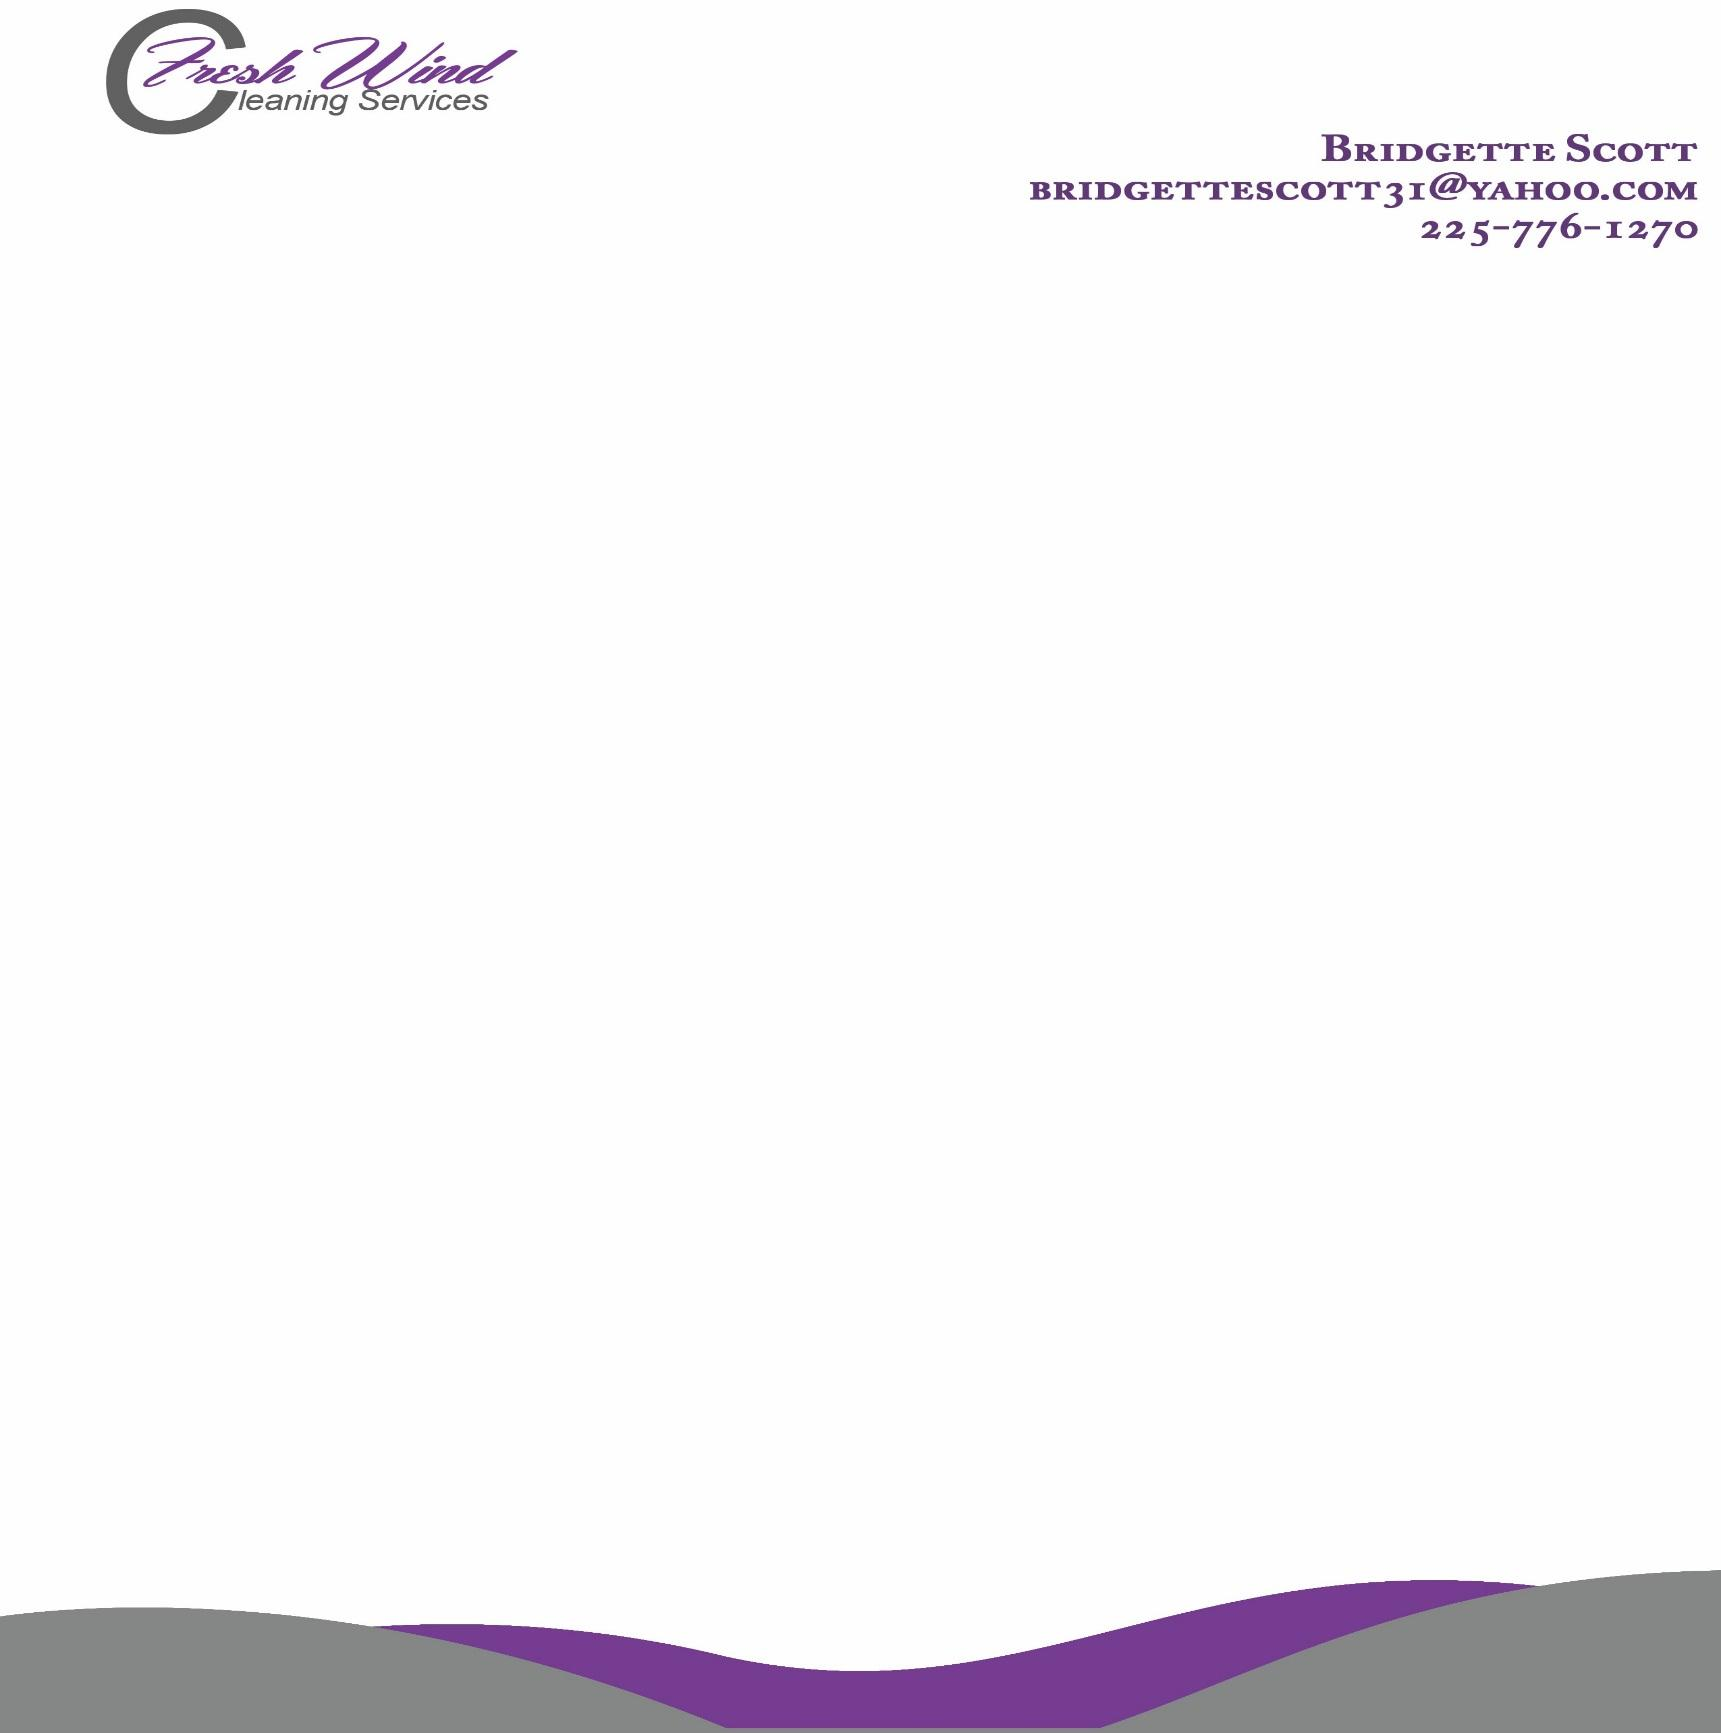 Fresh Wind
Cleaning Services
Bridgette Scott
bridgettescott31@yahoo.com
225-776-1270